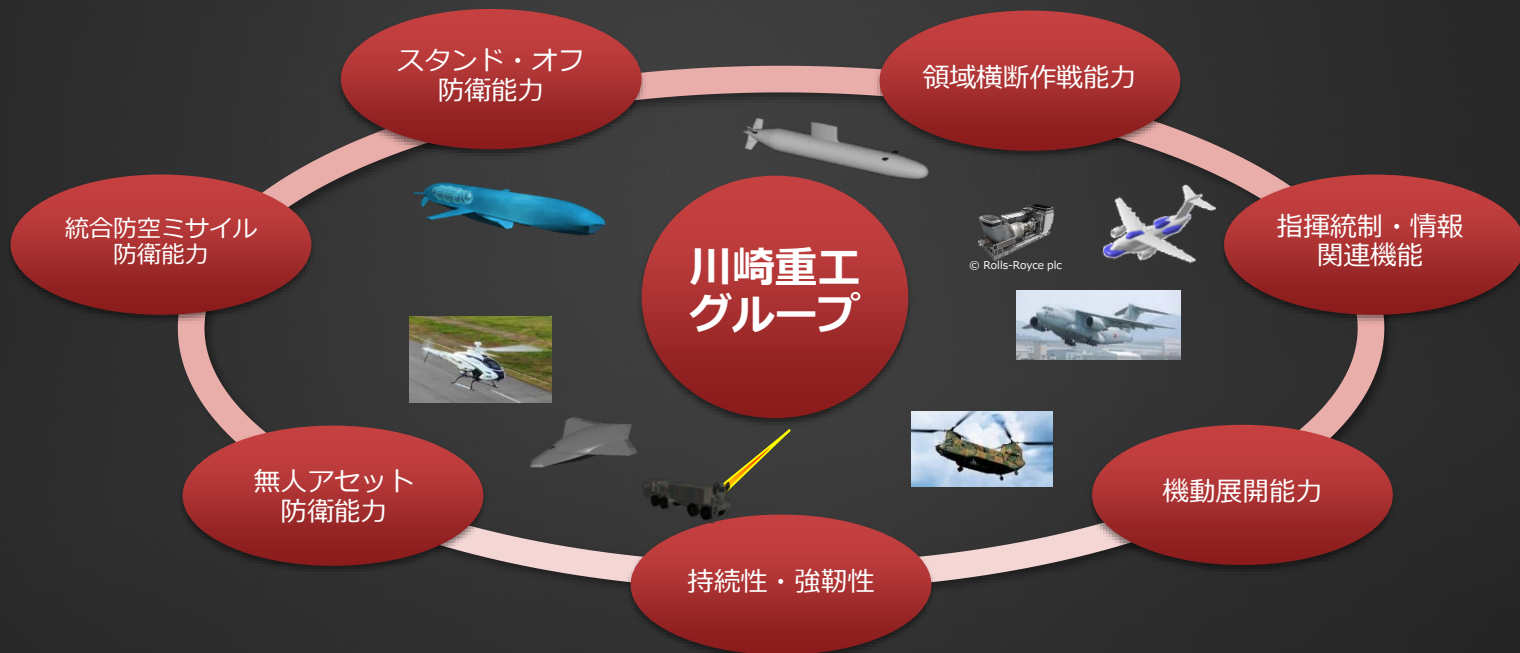 スタンド・オフ
防衛能力
領域横断作戦能力
統合防空ミサイル
防衛能力
川崎重工
グループ
© Rolls-Royce plc
指揮統制・情報
関連機能
無人アセット
防衛能力
機動展開能力
持続性・強靭性